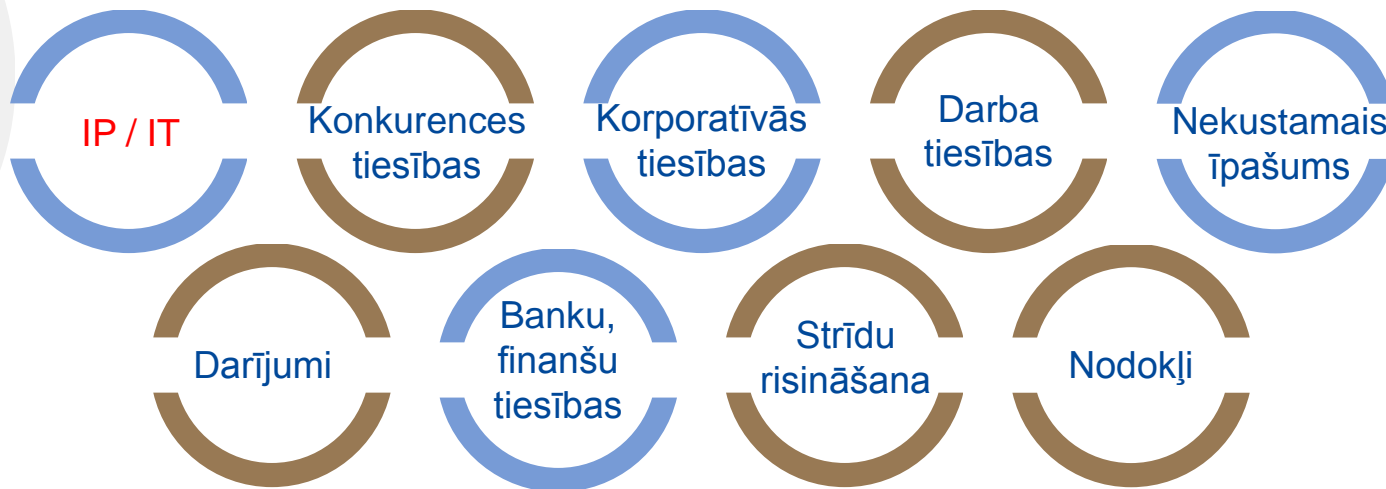 IP / IT
Konkurences
tiesības
Korporatīvās
tiesības
Darba
tiesības
Nekustamais
īpašums
Darījumi
Banku,
finanšu
tiesības
Strīdu
risināšana
Nodokļi